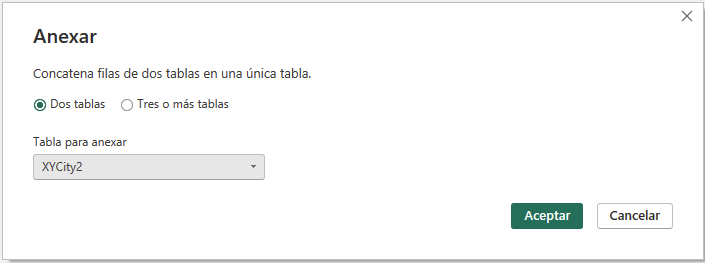 Anexar
Concatena filas de dos tablas en una única tabla.
Dos tablas Tres o más tablas
Tabla para anexar
XYCity2
Aceptar Cancelar